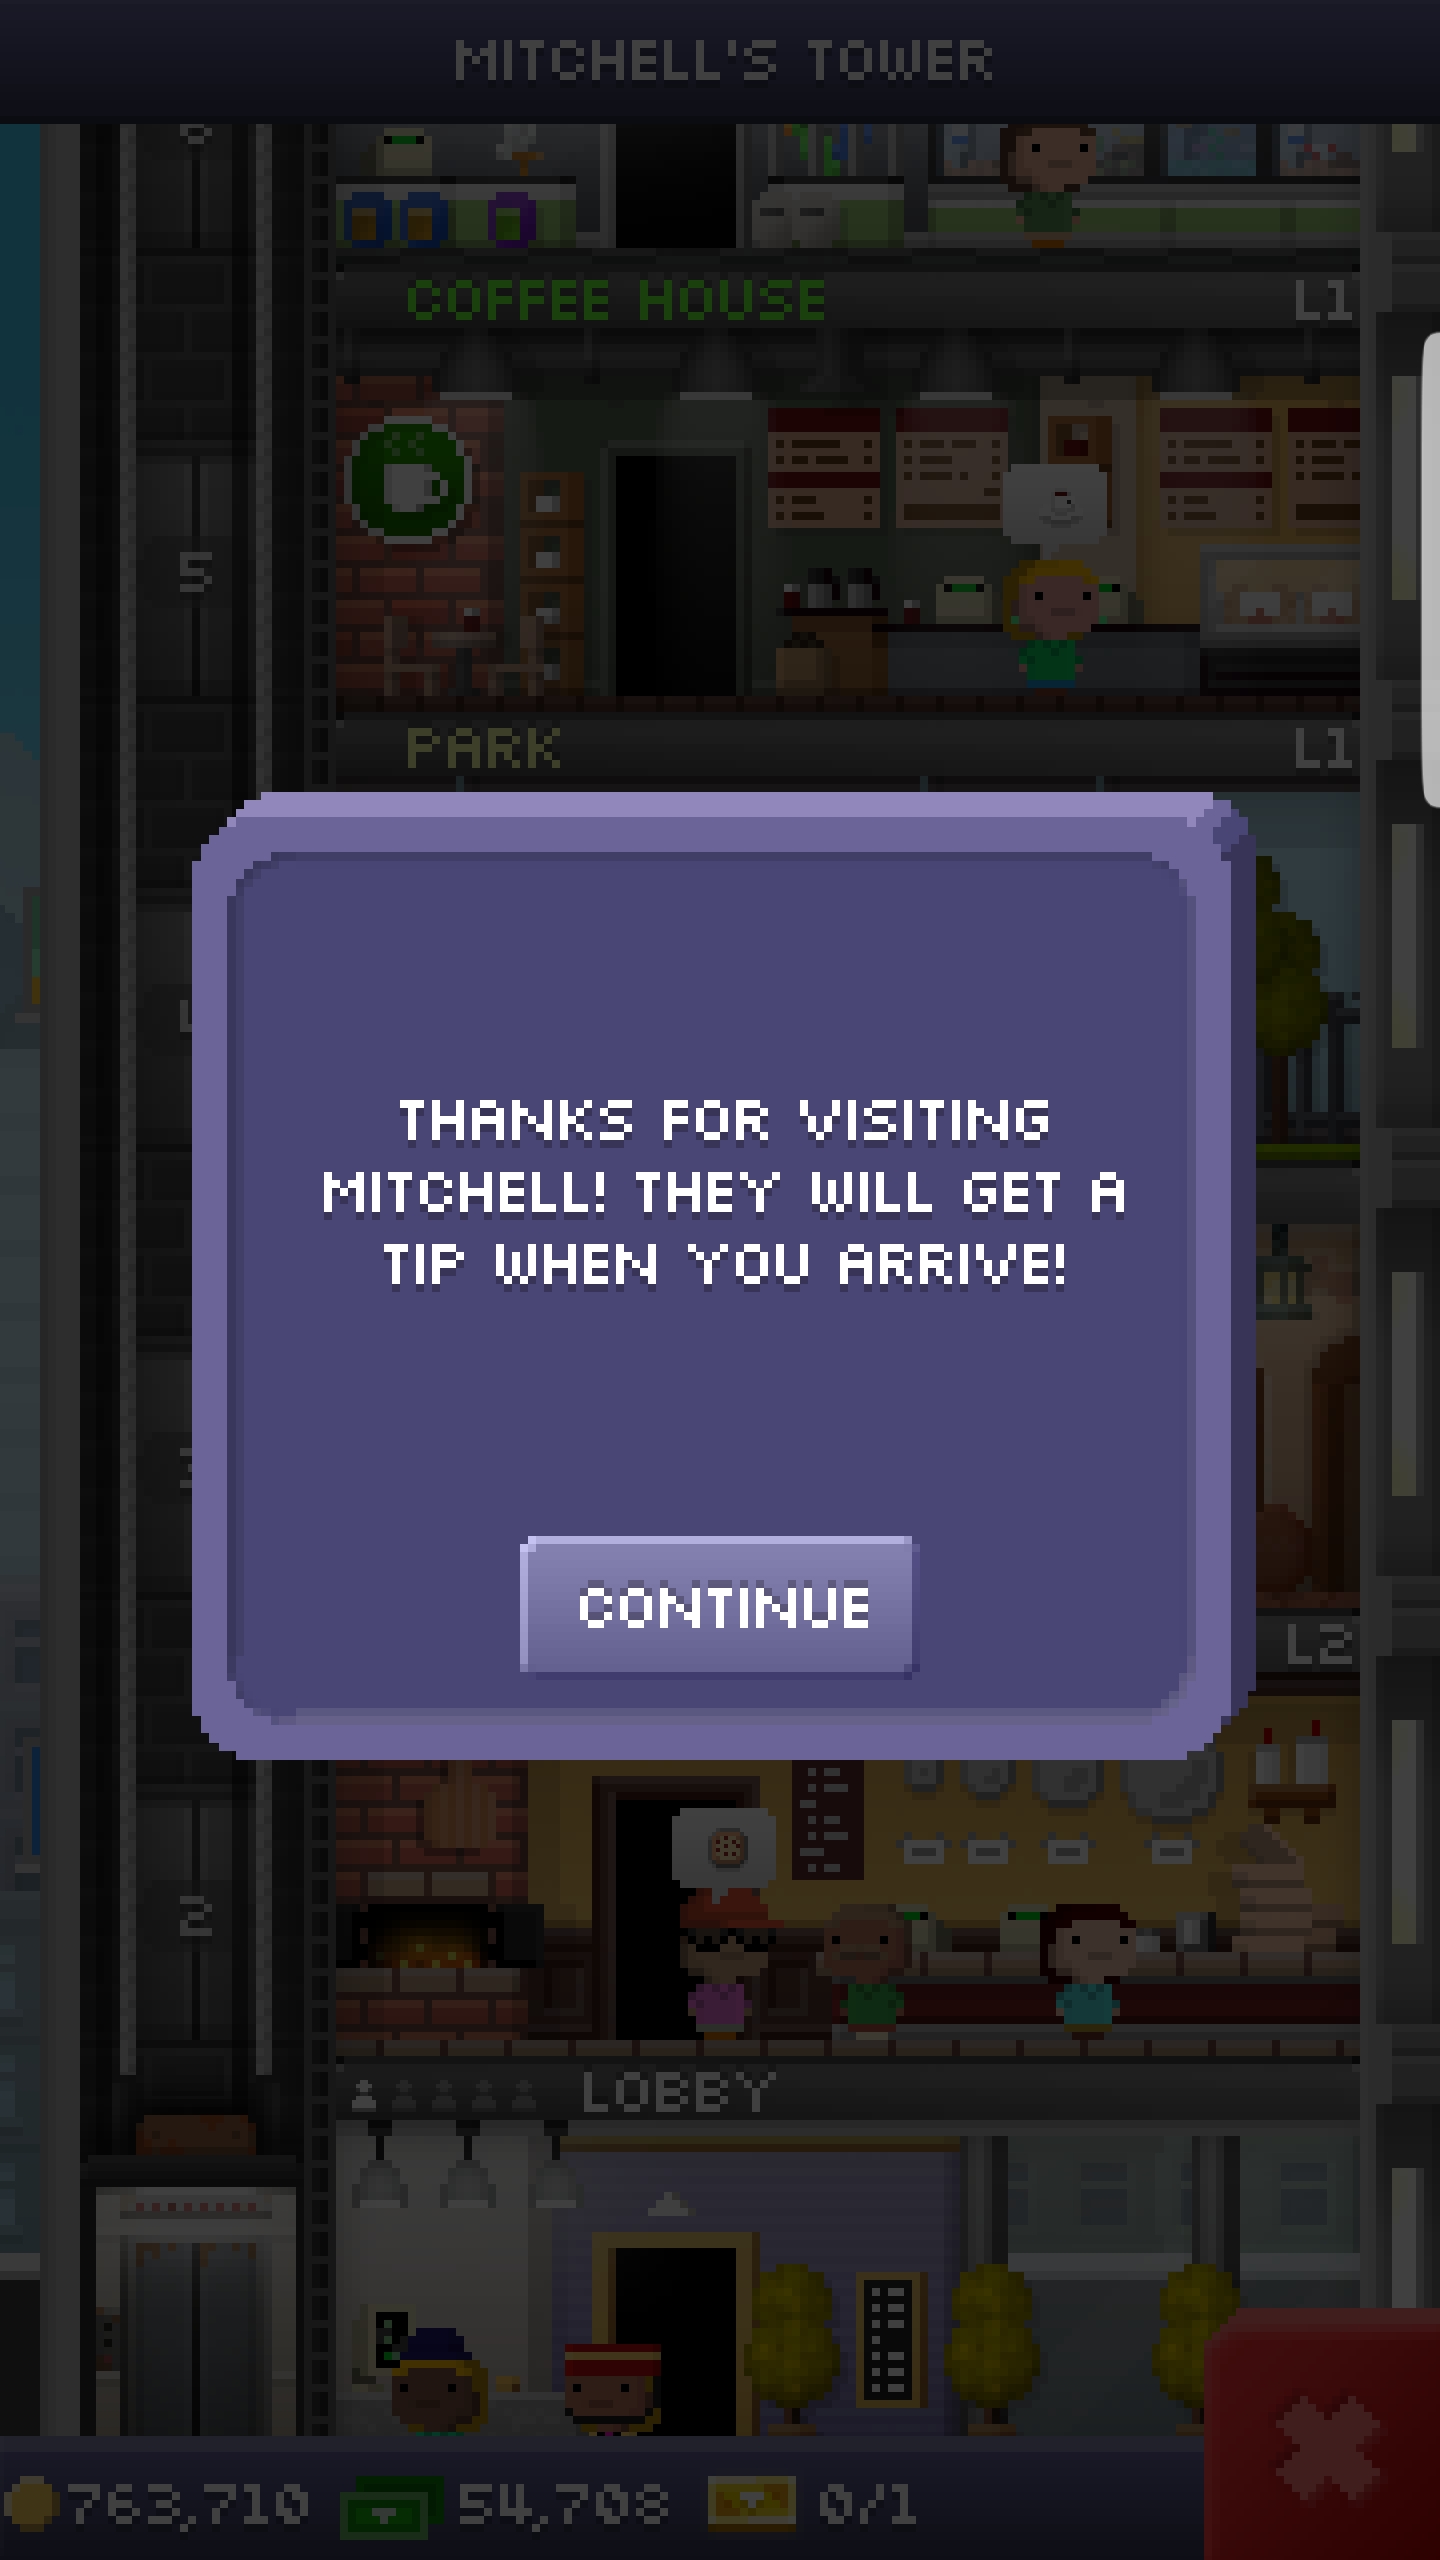 MITCHELL'S TOWER
COFFEE HOUSE L1
5
PARK L1
THANKS FOR VISITING
MITCHELL! THEY WILL GET A
TIP WHEN YOU ARRIVE!
CONTINUE
L2
2
LOBBY
763,710 54,708 0/1